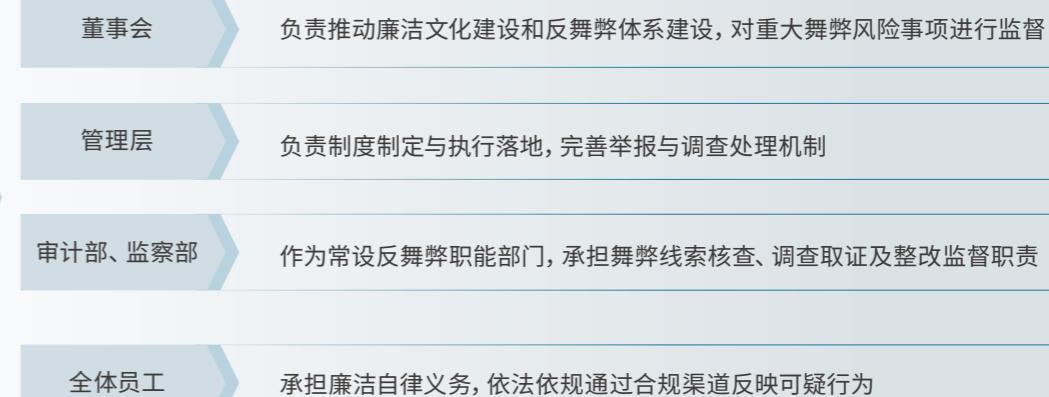 董事会
负责推动廉洁文化建设和反舞弊体系建设，对重大舞弊风险事项进行监督
管理层
负责制度制定与执行落地，完善举报与调查处理机制
审计部、监察部
作为常设反舞弊职能部门，承担舞弊线索核查、调查取证及整改监督职责
全体员工
承担廉洁自律义务，依法依规通过合规渠道反映可疑行为